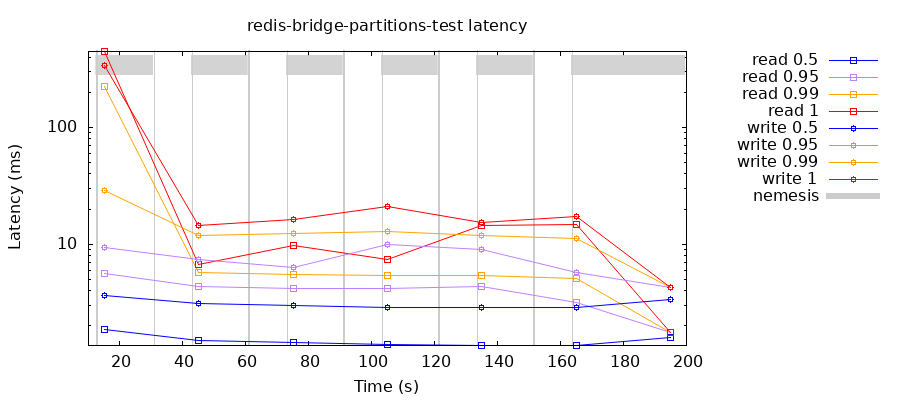 redis-bridge-partitions-test latency
Latency (ms)
100
10
20 40 60 80 100 120 140 160 180 200
Time (s)
read 0.5
read 0.95
read 0.99
read 1
write 0.5
write 0.95
write 0.99
write 1
nemesis